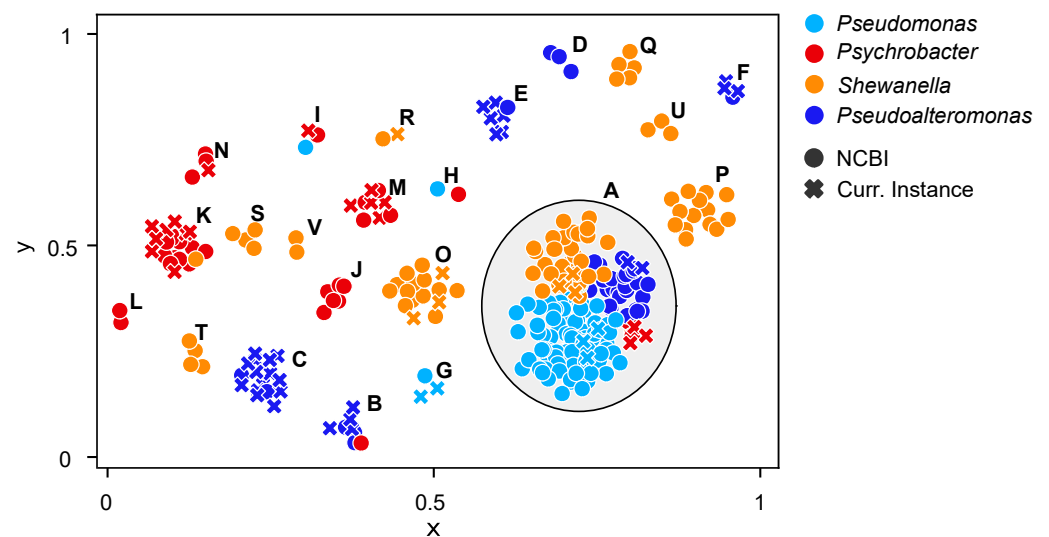 1
0.5
0
y
0
0.5
1
x
D
Q
F
E
U
I
R
N
H
M
P
A
K
S
V
O
J
L
T
C
G
B
Pseudomonas
Psychrobacter
Shewanella
Pseudoalteromonas
NCBI
Curr. Instance